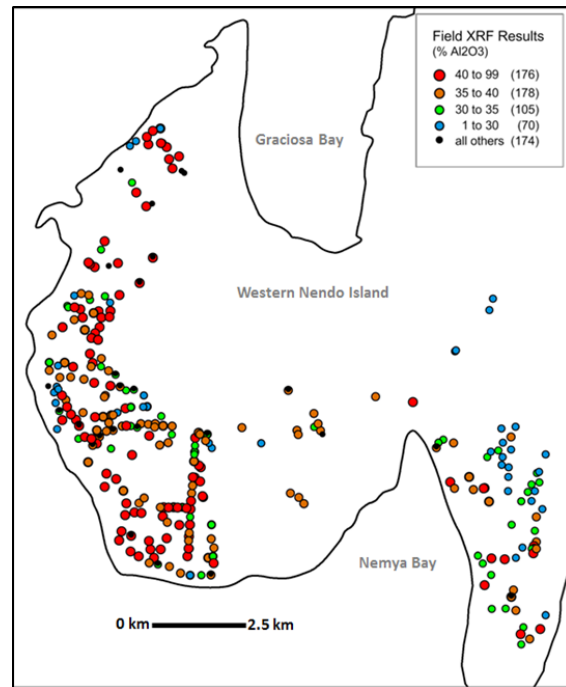 Field XRF Results
(% Al2O3)
40 to 99 (176)
35 to 40 (178)
30 to 35 (105)
1 to 30 (70)
all others (174)
Graciosa Bay
Western Nendo Island
Nemya Bay
0 km 2.5 km